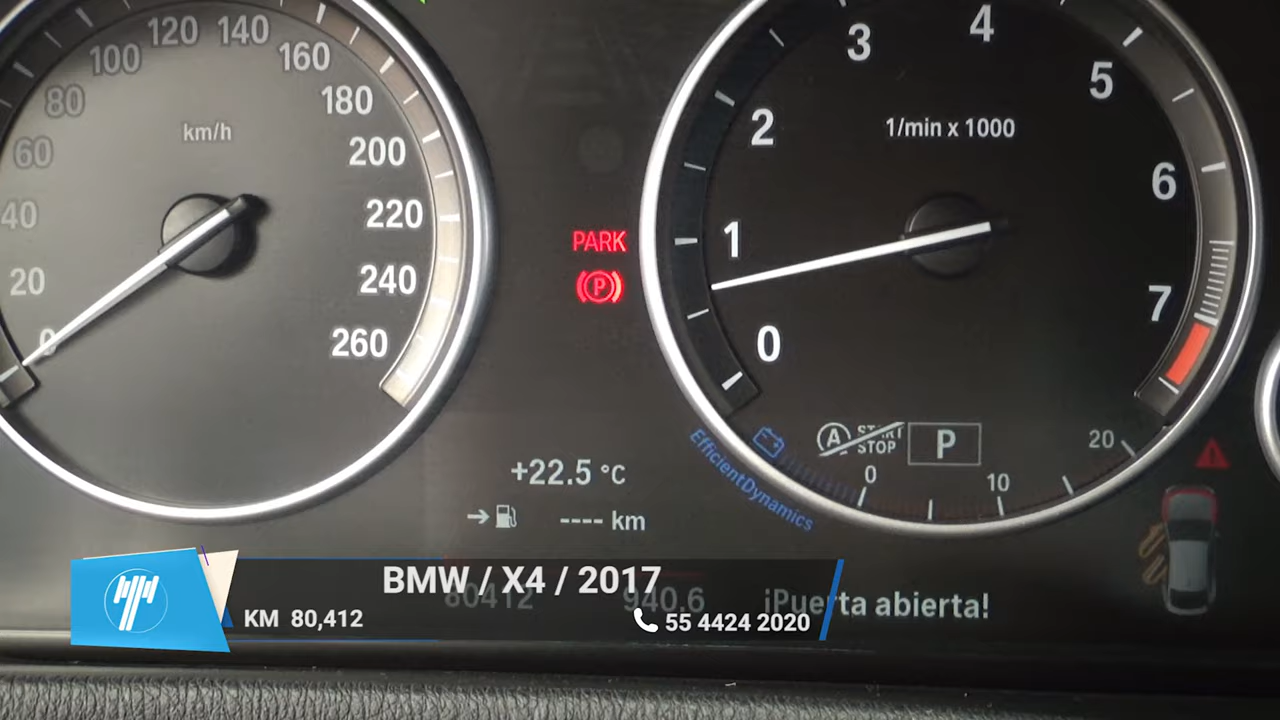 0
20
40
60
80
100
120
140
160
180
200
220
240
260
km/h
PARK
P
0
1
2
3
4
5
6
7
1/min x 1000
A START STOP
P
0
10
20
EfficientDynamics
+22.5 °C
---- km
80412
940.6
¡Puerta abierta!
BMW / X4 / 2017
KM 80,412
55 4424 2020